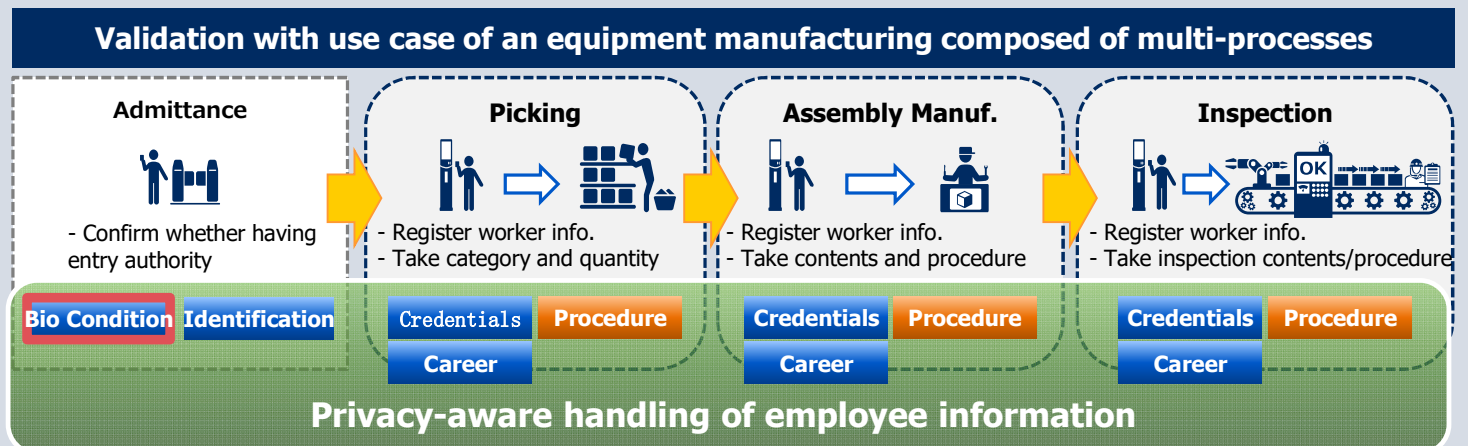 Validation with use case of an equipment manufacturing composed of multi-processes
Admittance
- Confirm whether having
entry authority
Bio Condition
Identification
Picking
- Register worker info.
- Take category and quantity
Credentials
Procedure
Career
Assembly Manuf.
- Register worker info.
- Take contents and procedure
Credentials
Procedure
Career
Inspection
OK
- Register worker info.
- Take inspection contents/procedure
Credentials
Procedure
Career
Privacy-aware handling of employee information